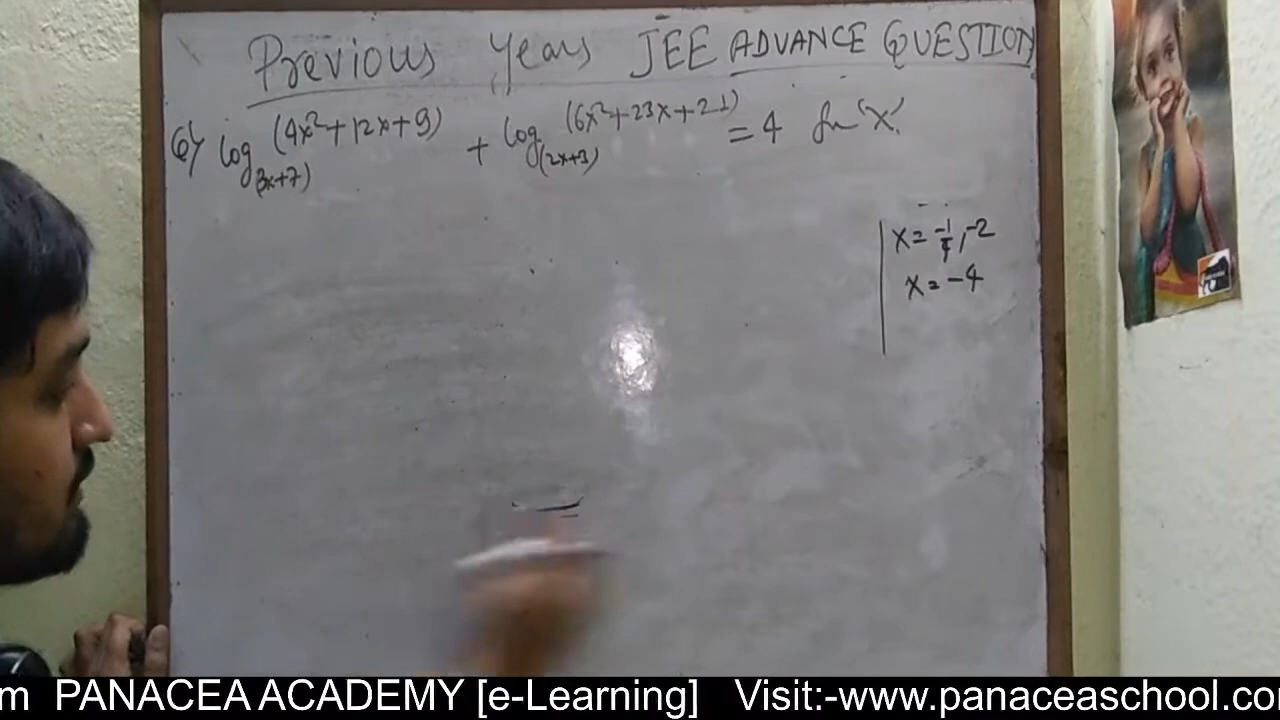 Previous Years JEE ADVANCE QUESTION
6) log(3x+7) (4x²+12x+9) + log(2x+3) (6x²+23x+21) = 4 for 'x'.
x = -1/4, -2
x = -4
m PANACEA ACADEMY [e-Learning] Visit:-www.panaceaschool.com